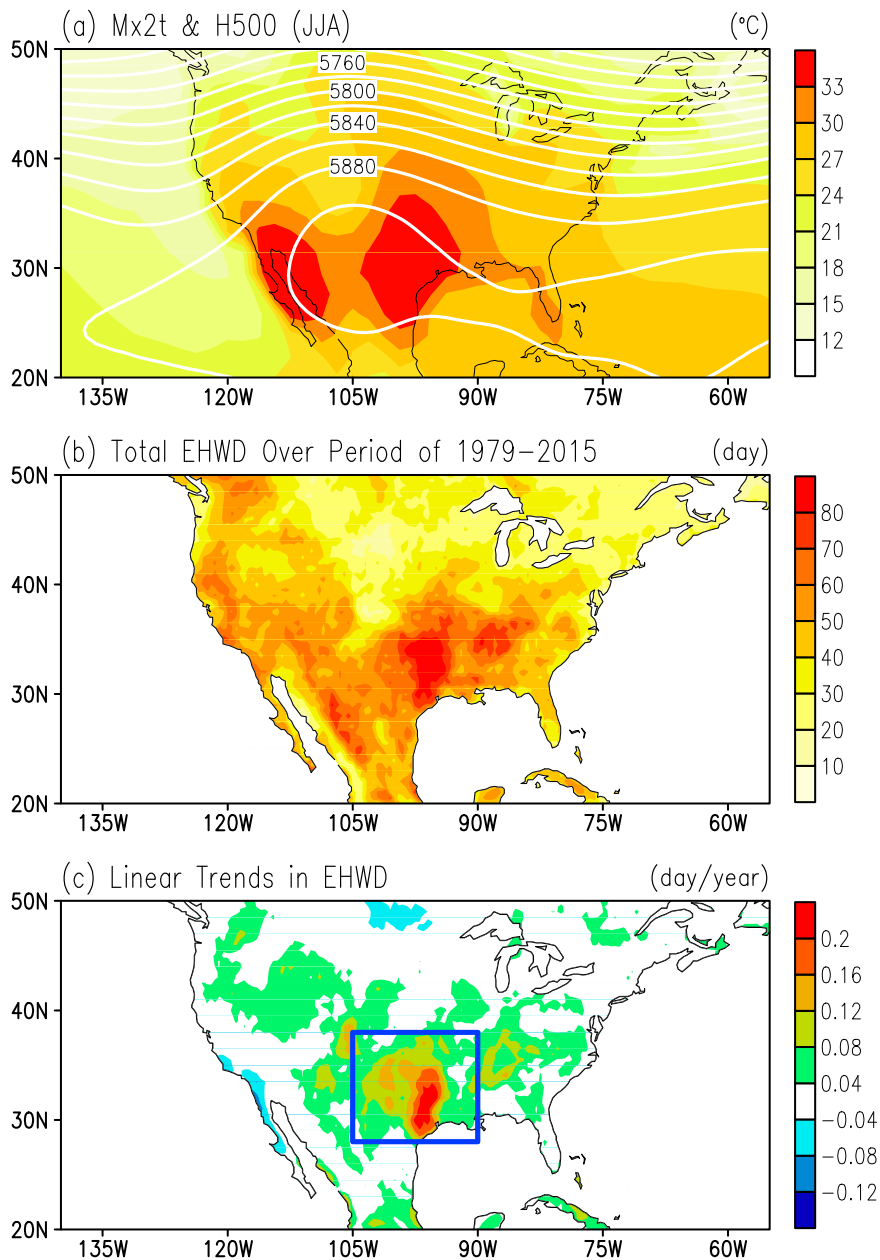 (a) Mx2t & H500 (JJA) (°C)
50N
40N
30N
20N
5760
5800
5840
5880
135W 120W 105W 90W 75W 60W
33
30
27
24
21
18
15
12
(b) Total EHWD Over Period of 1979−2015 (day)
50N
40N
30N
20N
135W 120W 105W 90W 75W 60W
80
70
60
50
40
30
20
10
(c) Linear Trends in EHWD (day/year)
50N
40N
30N
20N
135W 120W 105W 90W 75W 60W
0.2
0.16
0.12
0.08
0.04
−0.04
−0.08
−0.12